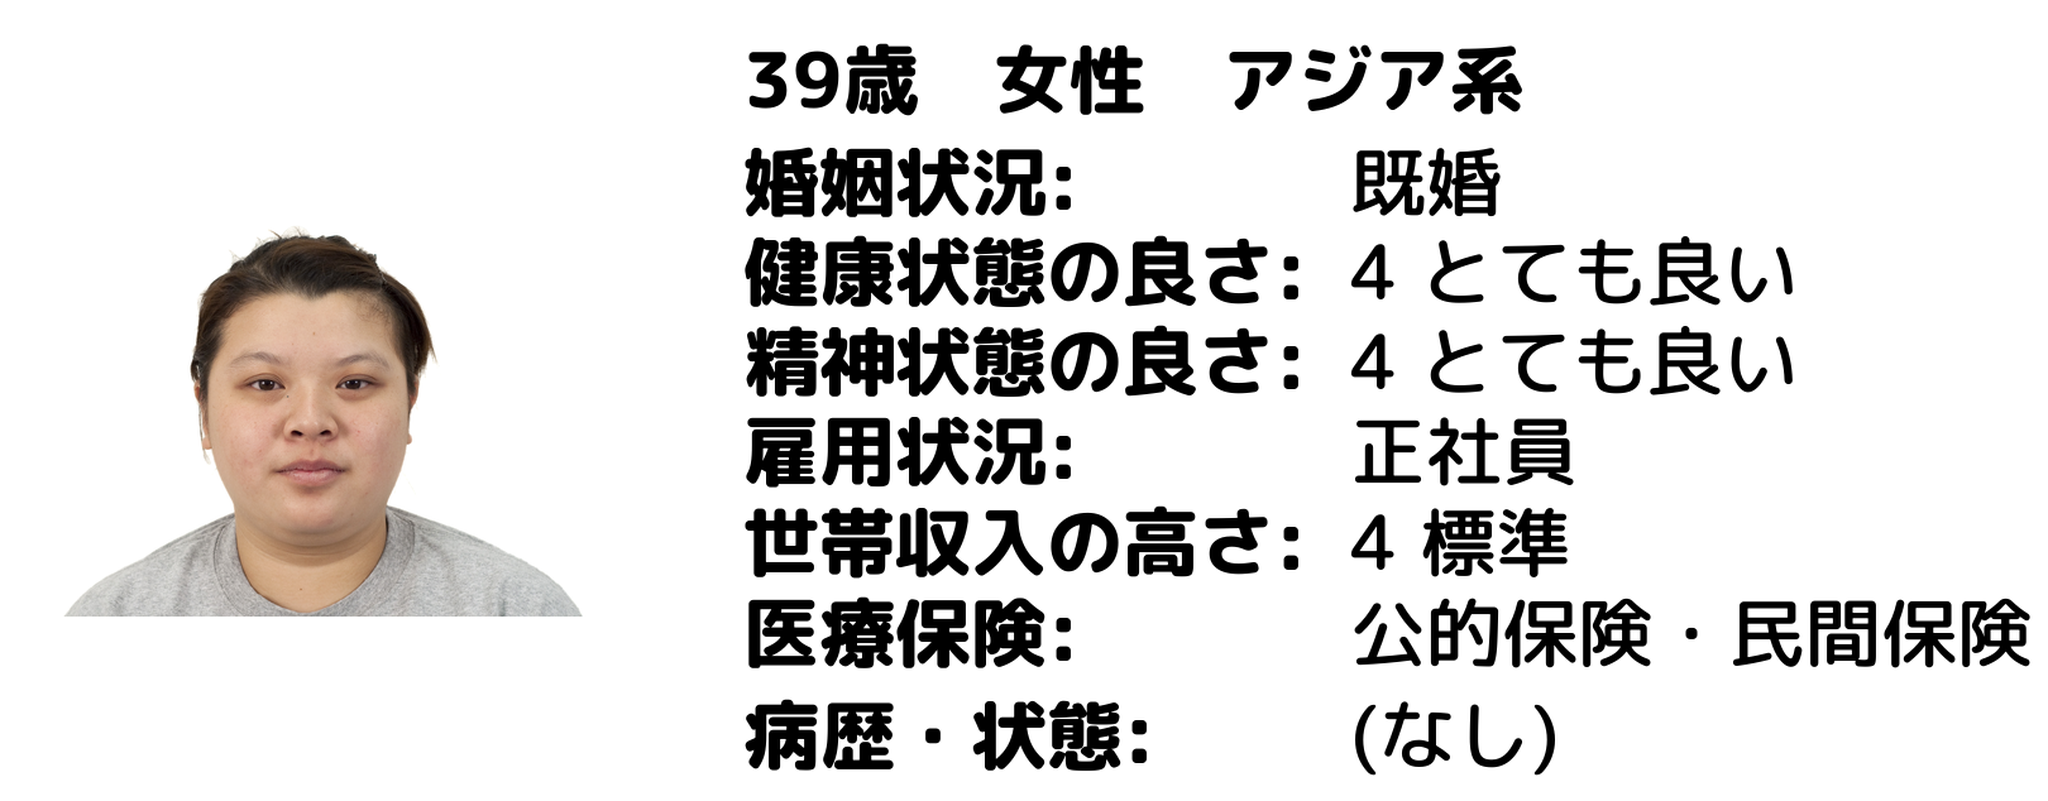 39歳　女性　アジア系
婚姻状況: 既婚
健康状態の良さ: 4 とても良い
精神状態の良さ: 4 とても良い
雇用状況: 正社員
世帯収入の高さ: 4 標準
医療保険: 公的保険・民間保険
病歴・状態: (なし)